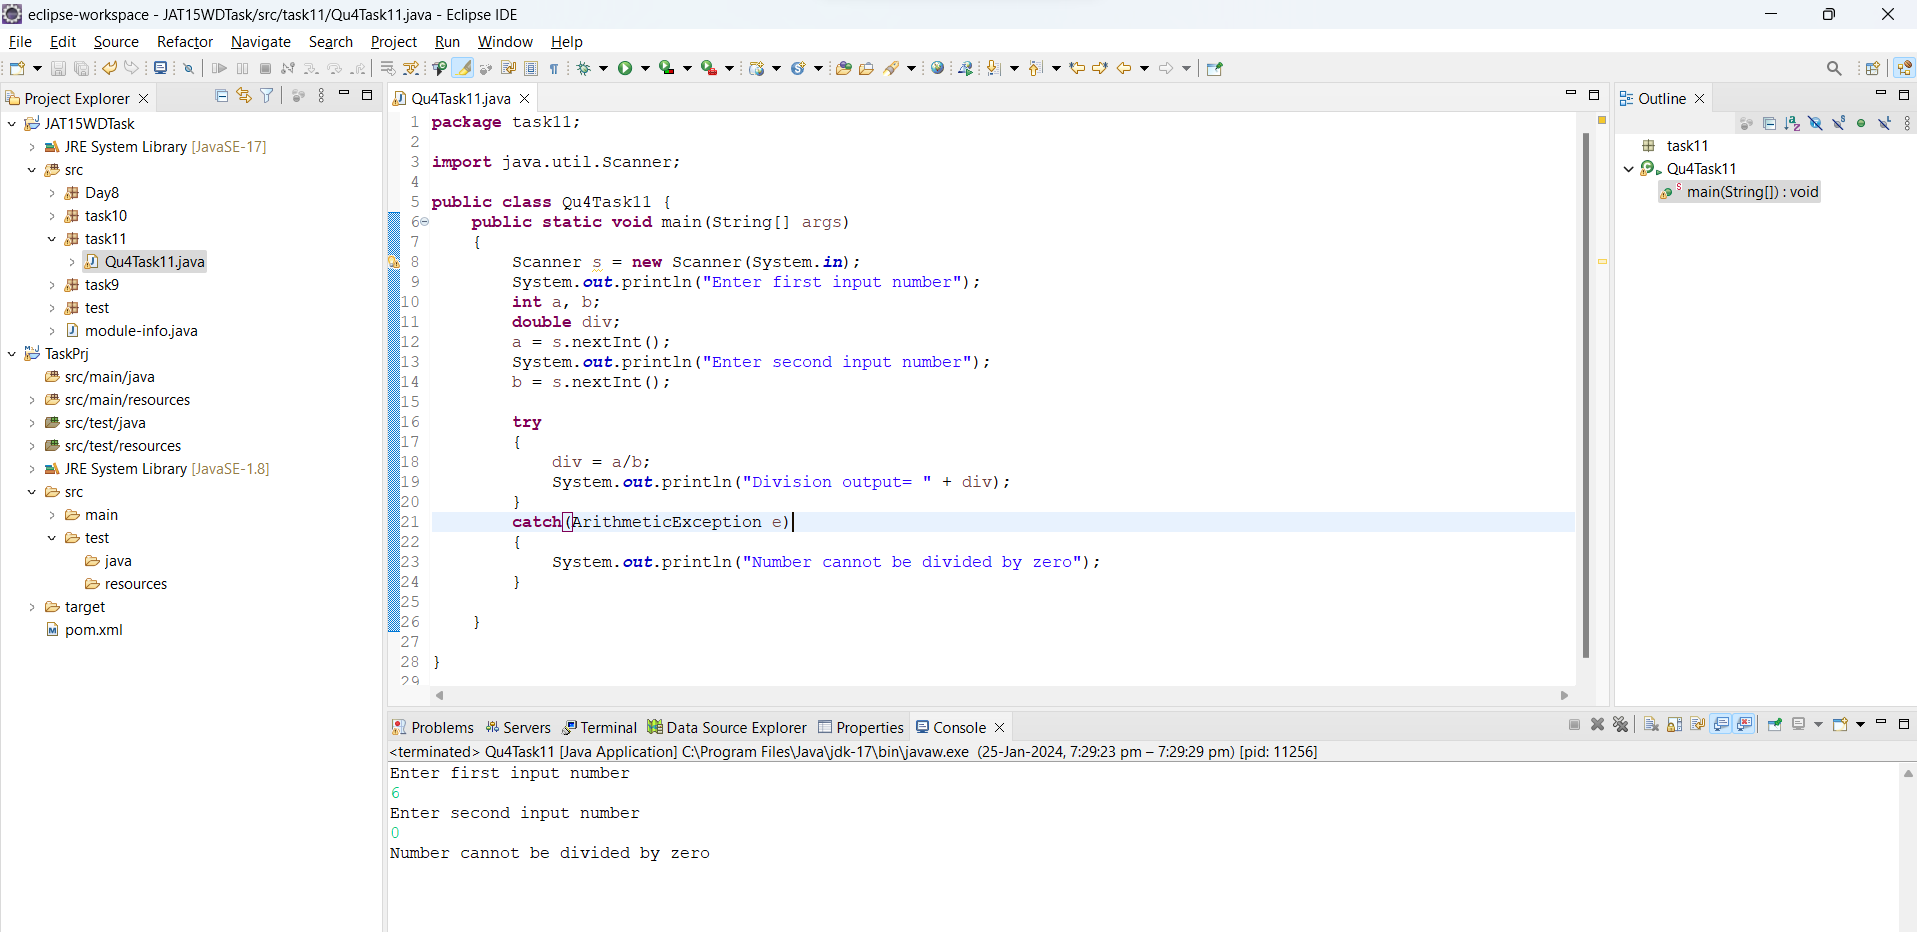 eclipse-workspace - JAT15WDTask/src/task11/Qu4Task11.java - Eclipse IDE
File Edit Source Refactor Navigate Search Project Run Window Help
Project Explorer
JAT15WDTask
JRE System Library [JavaSE-17]
src
Day8
task10
task11
Qu4Task11.java
task9
test
module-info.java
TaskPrj
src/main/java
src/main/resources
src/test/java
src/test/resources
JRE System Library [JavaSE-1.8]
src
main
test
java
resources
target
pom.xml
Qu4Task11.java
1 package task11;
2
3 import java.util.Scanner;
4
5 public class Qu4Task11 {
6 public static void main(String[] args)
7 {
8 Scanner s = new Scanner(System.in);
9 System.out.println("Enter first input number");
10 int a, b;
11 double div;
12 a = s.nextInt();
13 System.out.println("Enter second input number");
14 b = s.nextInt();
15
16 try
17 {
18 div = a/b;
19 System.out.println("Division output= " + div);
20 }
21 catch(ArithmeticException e)
22 {
23 System.out.println("Number cannot be divided by zero");
24 }
25
26 }
27
28 }
29
Outline
task11
Qu4Task11
main(String[]) : void
Problems Servers Terminal Data Source Explorer Properties Console
<terminated> Qu4Task11 [Java Application] C:\Program Files\Java\jdk-17\bin\javaw.exe (25-Jan-2024, 7:29:23 pm – 7:29:29 pm) [pid: 11256]
Enter first input number
6
Enter second input number
0
Number cannot be divided by zero